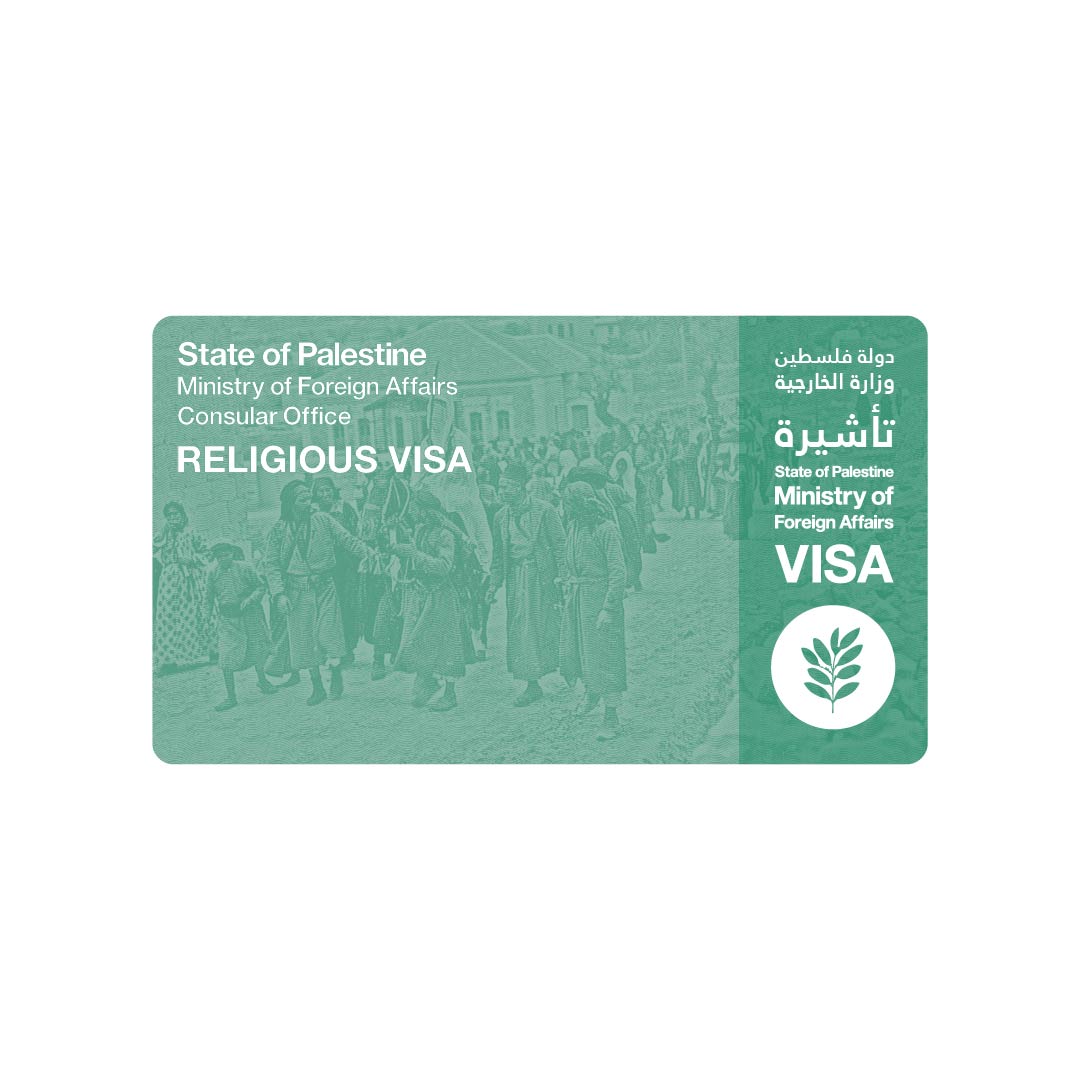 State of Palestine
Ministry of Foreign Affairs
Consular Office
RELIGIOUS VISA
دولة فلسطين
وزارة الخارجية
تأشيرة
State of Palestine
Ministry of
Foreign Affairs
VISA